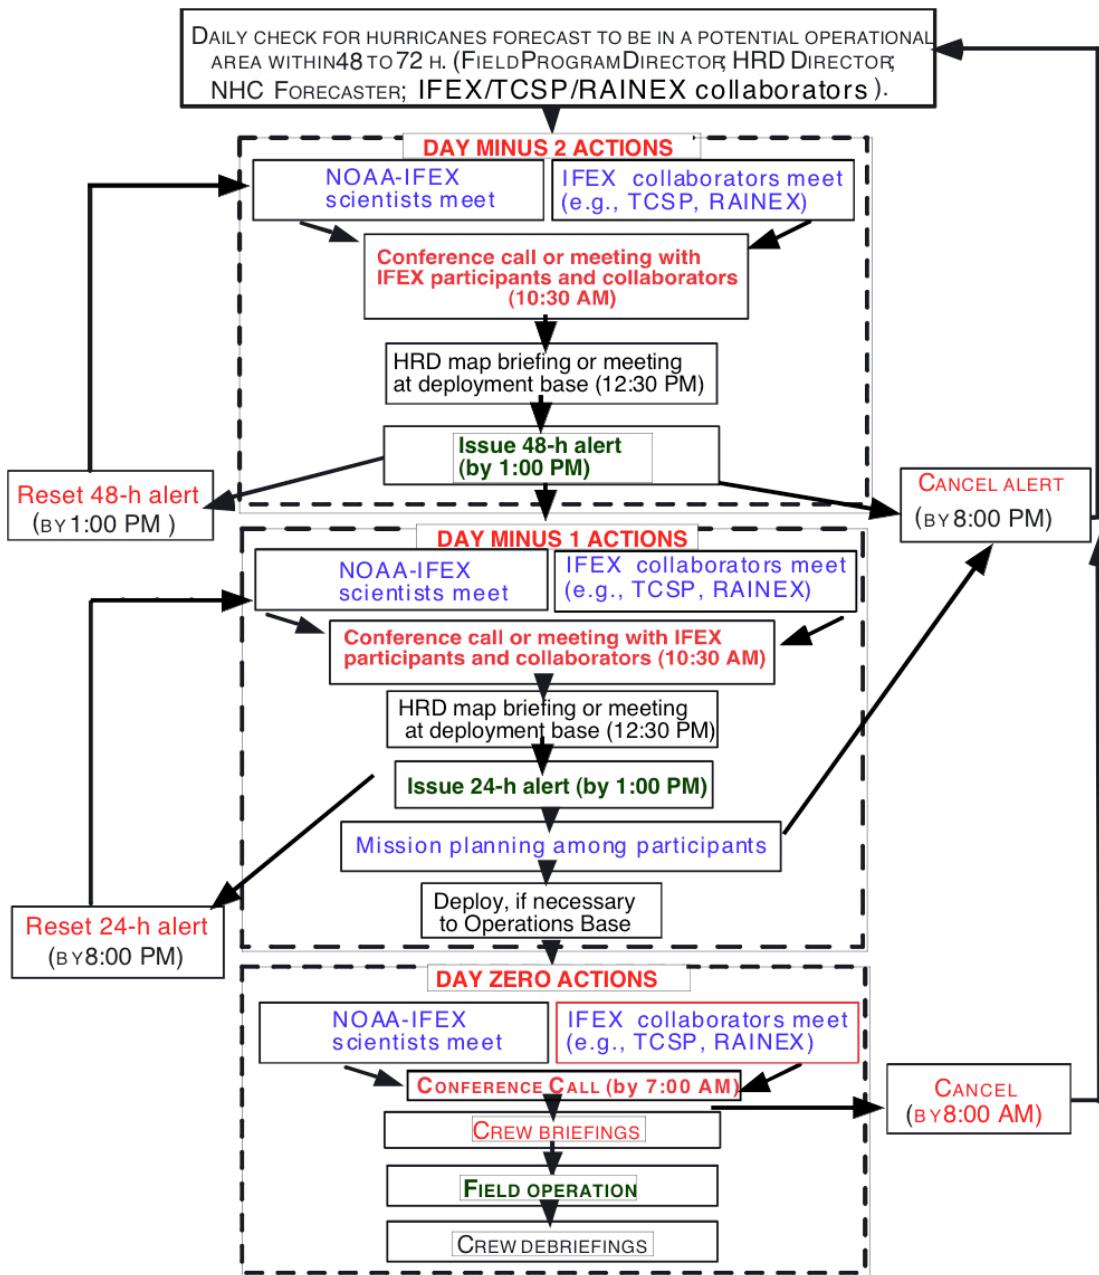 DAILY CHECK FOR HURRICANES FORECAST TO BE IN A POTENTIAL OPERATIONAL
AREA WITHIN48 TO 72 H. (FIELDPROGRAMDIRECTOR; HRD DIRECTOR;
NHC FORECASTER; IFEX/TCSP/RAINEX collaborators ).
DAY MINUS 2 ACTIONS
NOAA-IFEX
scientists meet
IFEX collaborators meet
(e.g., TCSP, RAINEX)
Conference call or meeting with
IFEX participants and collaborators
(10:30 AM)
HRD map briefing or meeting
at deployment base (12:30 PM)
Issue 48-h alert
(by 1:00 PM)
Reset 48-h alert
(BY 1:00 PM )
CANCEL ALERT
(BY 8:00 PM)
DAY MINUS 1 ACTIONS
NOAA-IFEX
scientists meet
IFEX collaborators meet
(e.g., TCSP, RAINEX)
Conference call or meeting with IFEX
participants and collaborators (10:30 AM)
HRD map briefing or meeting
at deployment base (12:30 PM)
Issue 24-h alert (by 1:00 PM)
Mission planning among participants
Deploy, if necessary
to Operations Base
Reset 24-h alert
(BY 8:00 PM)
DAY ZERO ACTIONS
NOAA-IFEX
scientists meet
IFEX collaborators meet
(e.g., TCSP, RAINEX)
CONFERENCE CALL (by 7:00 AM)
CREW BRIEFINGS
CANCEL
(BY 8:00 AM)
FIELD OPERATION
CREW DEBRIEFINGS